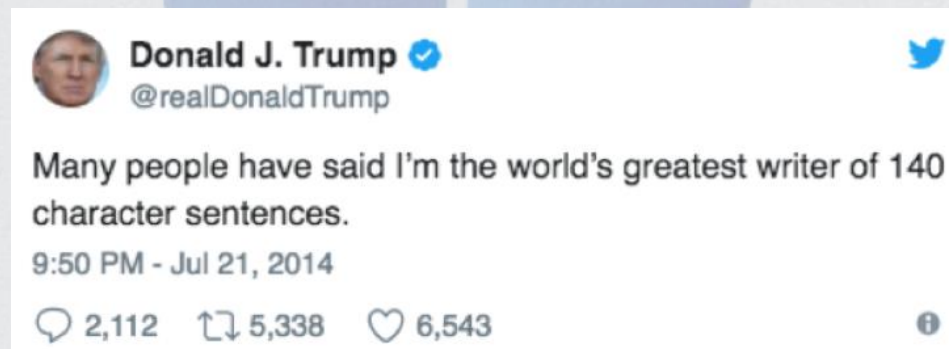 Donald J. Trump
@realDonaldTrump
Many people have said I'm the world's greatest writer of 140
character sentences.
9:50 PM - Jul 21, 2014
2,112 5,338 6,543